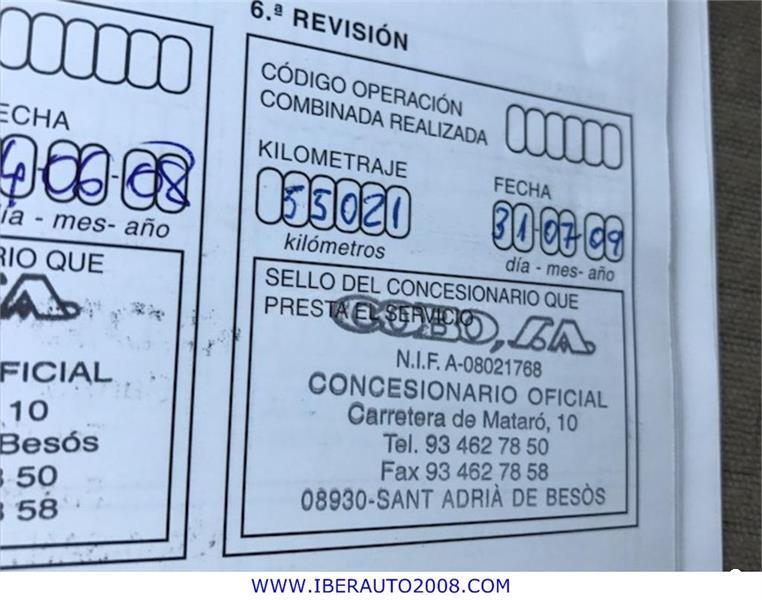 ECHA
4-06-08
ía - mes- año
RIO QUE
A.
FICIAL
10
Besós
50
58
6.ª REVISIÓN
CÓDIGO OPERACIÓN
COMBINADA REALIZADA
KILOMETRAJE
FECHA
55021
31-07-09
kilómetros
día - mes- año
SELLO DEL CONCESIONARIO QUE
PRESTA EL SERVICIO
COBO, S.A.
N.I.F. A-08021768
CONCESIONARIO OFICIAL
Carretera de Mataró, 10
Tel. 93 462 78 50
Fax 93 462 78 58
08930-SANT ADRIÀ DE BESÒS
WWW.IBERAUTO2008.COM